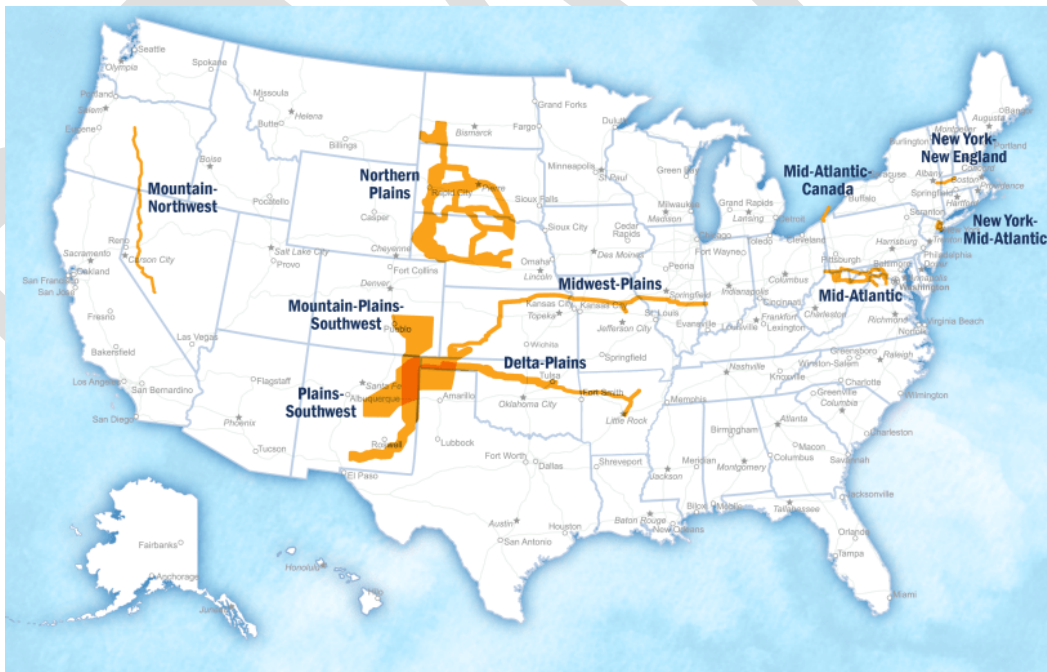 Seattle
Olympia
Spokane
Portland
Salem
Eugene
Missoula
Helena
Butte
Billings
Boise
Pocatello
Casper
Cheyenne
Bismarck
Fargo
Grand Forks
Duluth
Minneapolis
St Paul
Pierre
Rapid City
Sioux Falls
Sioux City
Green Bay
Milwaukee
Madison
Grand Rapids
Lansing
Detroit
Chicago
Toledo
Cleveland
Fort Wayne
Cedar
Rapids
Des Moines
Omaha
Lincoln
Peoria
Springfield
Indianapolis
Columbus
Cincinnati
Pittsburgh
Harrisburg
Philadelphia
Trenton
Baltimore
Annapolis
Washington
Scranton
Buffalo
Albany
Burlington
Montpelier
Augusta
Portland
Boston
Springfield
Providence
Hartford
New York-
New England
Mid-Atlantic-
Canada
New York-
Mid-Atlantic
Mid-Atlantic
Northern
Plains
Mountain-
Northwest
Midwest-Plains
Mountain-Plains-
Southwest
Delta-Plains
Plains-
Southwest
Reno
Carson City
Sacramento
Oakland
San Francisco
San Jose
Fresno
Bakersfield
Las Vegas
Los Angeles
San Bernardino
San Diego
Salt Lake City
Provo
Fort Collins
Denver
Pueblo
Flagstaff
Phoenix
Tucson
Santa Fe
Albuquerque
Roswell
El Paso
Amarillo
Lubbock
Fort Worth
Dallas
Austin
San Antonio
Houston
Kansas City
Kansas City
Topeka
Wichita
Jefferson City
St. Louis
Springfield
Tulsa
Oklahoma City
Fort Smith
Little Rock
Memphis
Shreveport
Baton Rouge
New Orleans
Jackson
Meridian
Biloxi
Mobile
Birmingham
Montgomery
Nashville
Knoxville
Evansville
Louisville
Frankfort
Lexington
Charleston
Richmond
Norfolk
Virginia Beach
Greensboro
Winston-Salem
Raleigh
Charlotte
Greenville
Columbia
Wilmington
Charleston
Atlanta
Macon
Columbus
Savannah
Jacksonville
Tallahassee
Orlando
Tampa
Miami
Fairbanks
Anchorage
Juneau
Honolulu
Hilo